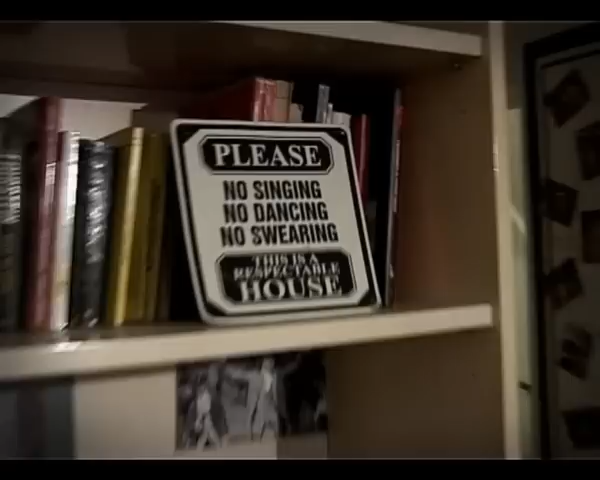 PLEASE
NO SINGING
NO DANCING
NO SWEARING
THIS IS A
RESPECTABLE
HOUSE